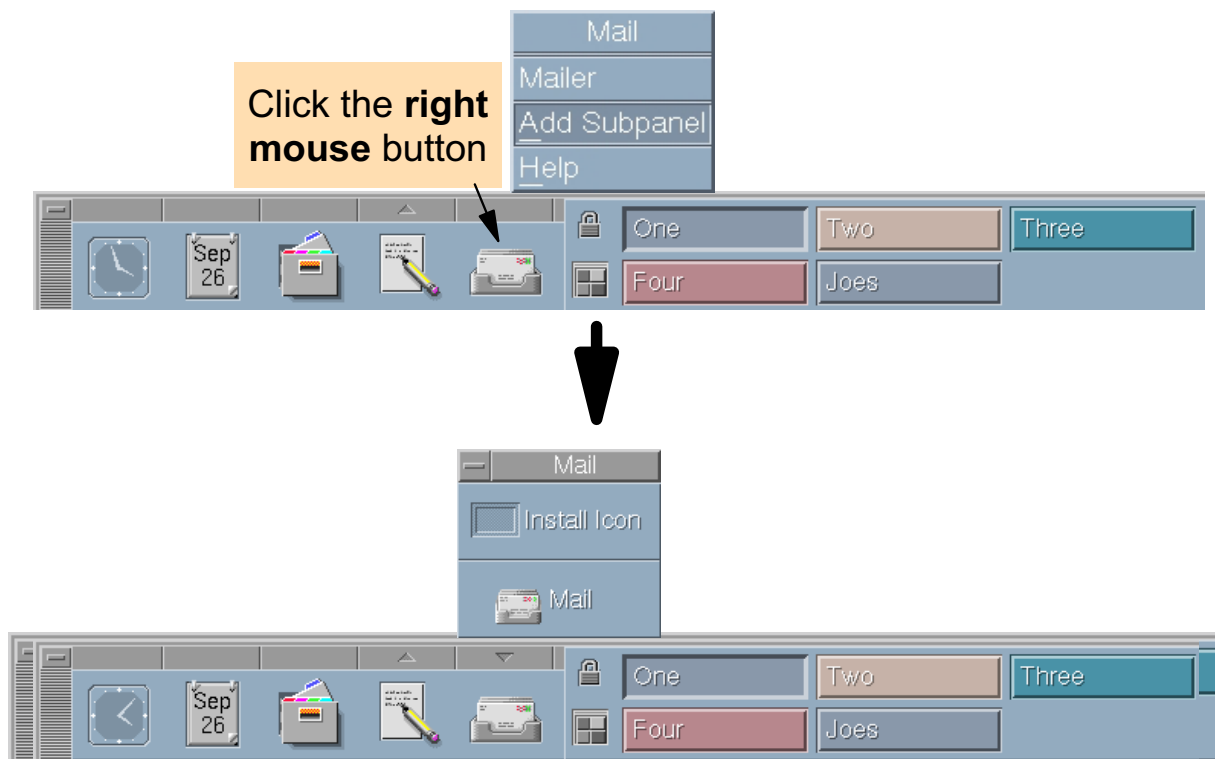 Mail
Mailer
Add Subpanel
Help
Click the right
mouse button
Sep
26
One
Two
Three
Four
Joes
Mail
Install Icon
Mail
Sep
26
One
Two
Three
Four
Joes